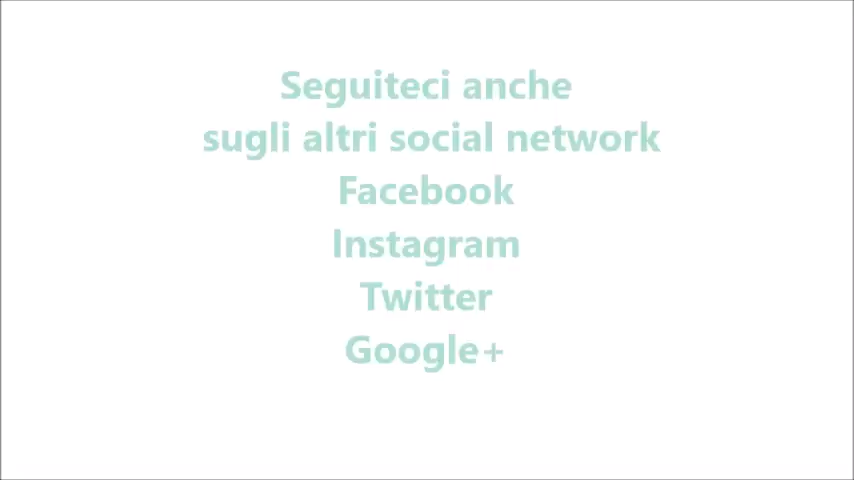 Seguiteci anche
sugli altri social network
Facebook
Instagram
Twitter
Google+